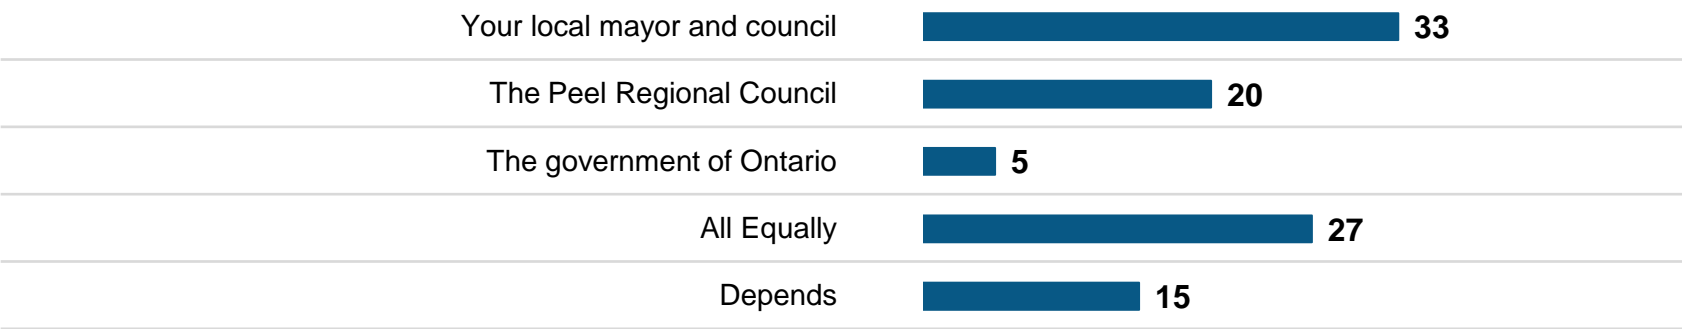 Your local mayor and council 33
The Peel Regional Council 20
The government of Ontario 5
All Equally 27
Depends 15